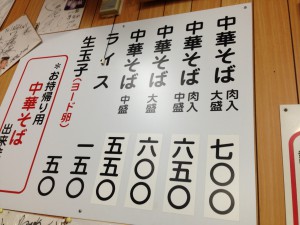 中華そば 肉入 大盛 七〇〇
中華そば 肉入 中盛 六五〇
中華そば 大盛 六〇〇
中華そば 中盛 五五〇
ライス 一五〇
生玉子（ヨード卵） 五〇
＊お持帰り用
中華そば
出来